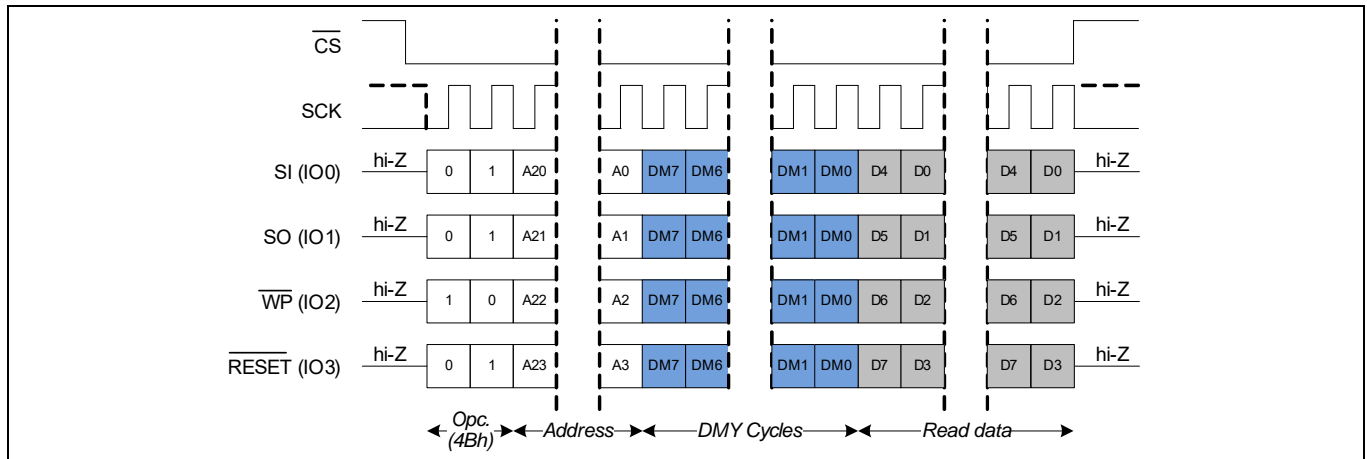 CS
SCK
SI (IO0) hi-Z 0 1 A20 A0 DM7 DM6 DM1 DM0 D4 D0 D4 D0 hi-Z
SO (IO1) hi-Z 0 1 A21 A1 DM7 DM6 DM1 DM0 D5 D1 D5 D1 hi-Z
WP (IO2) hi-Z 1 0 A22 A2 DM7 DM6 DM1 DM0 D6 D2 D6 D2 hi-Z
RESET (IO3) hi-Z 0 1 A23 A3 DM7 DM6 DM1 DM0 D7 D3 D7 D3 hi-Z
Opc. (4Bh) Address DMY Cycles Read data